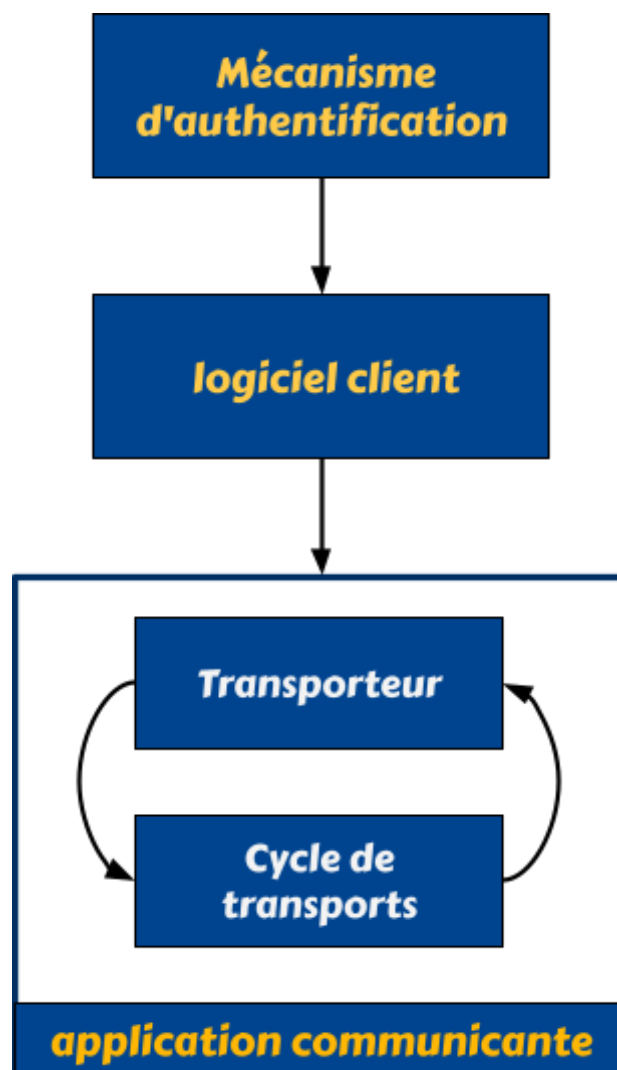 Mécanisme
d'authentification
logiciel client
Transporteur
Cycle de
transports
application communicante